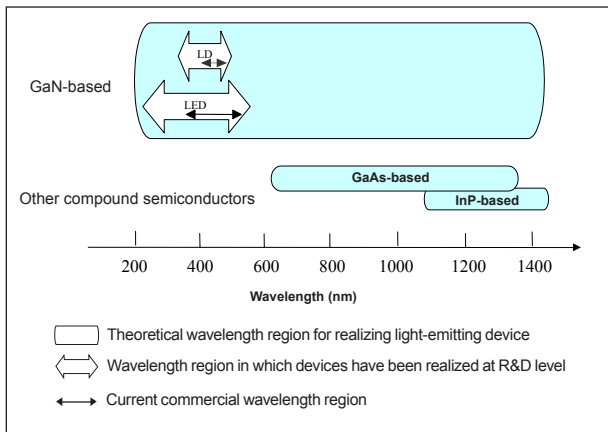 LD
GaN-based
LED
GaAs-based
Other compound semiconductors
InP-based
200 400 600 800 1000 1200 1400
Wavelength (nm)
Theoretical wavelength region for realizing light-emitting device
Wavelength region in which devices have been realized at R&D level
Current commercial wavelength region